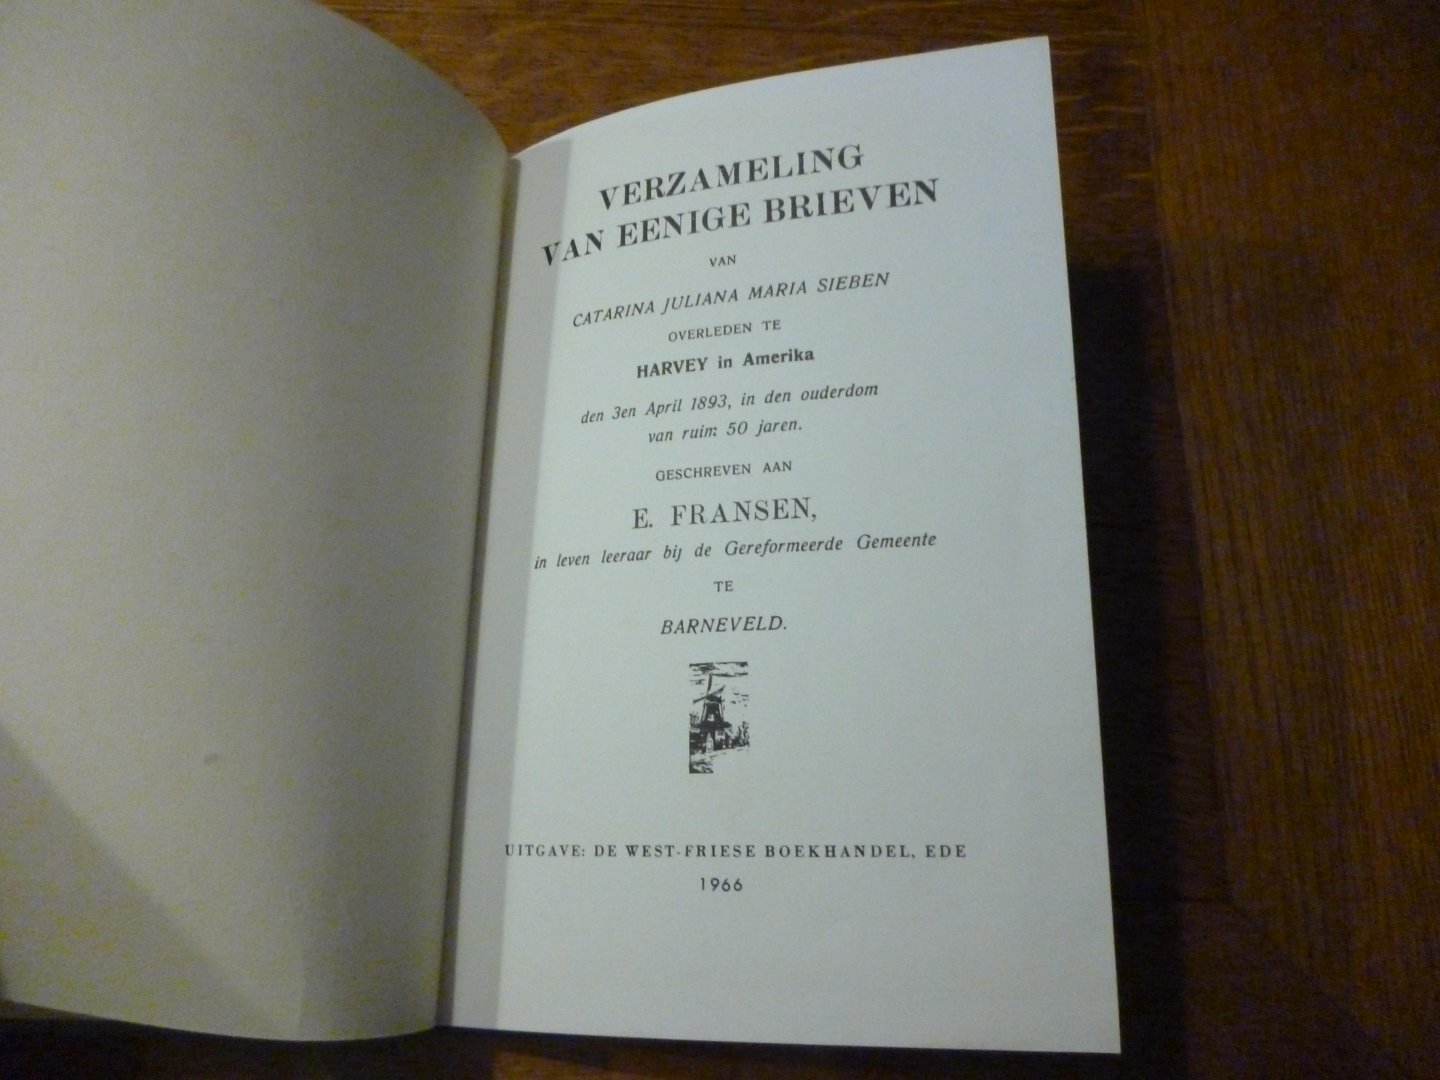 VERZAMELING
VAN EENIGE BRIEVEN
VAN
CATARINA JULIANA MARIA SIEBEN
OVERLEDEN TE
HARVEY in Amerika
den 3en April 1893, in den ouderdom
van ruim 50 jaren.
GESCHREVEN AAN
E. FRANSEN,
in leven leeraar bij de Gereformeerde Gemeente
TE
BARNEVELD.
UITGAVE: DE WEST-FRIESE BOEKHANDEL, EDE
1966